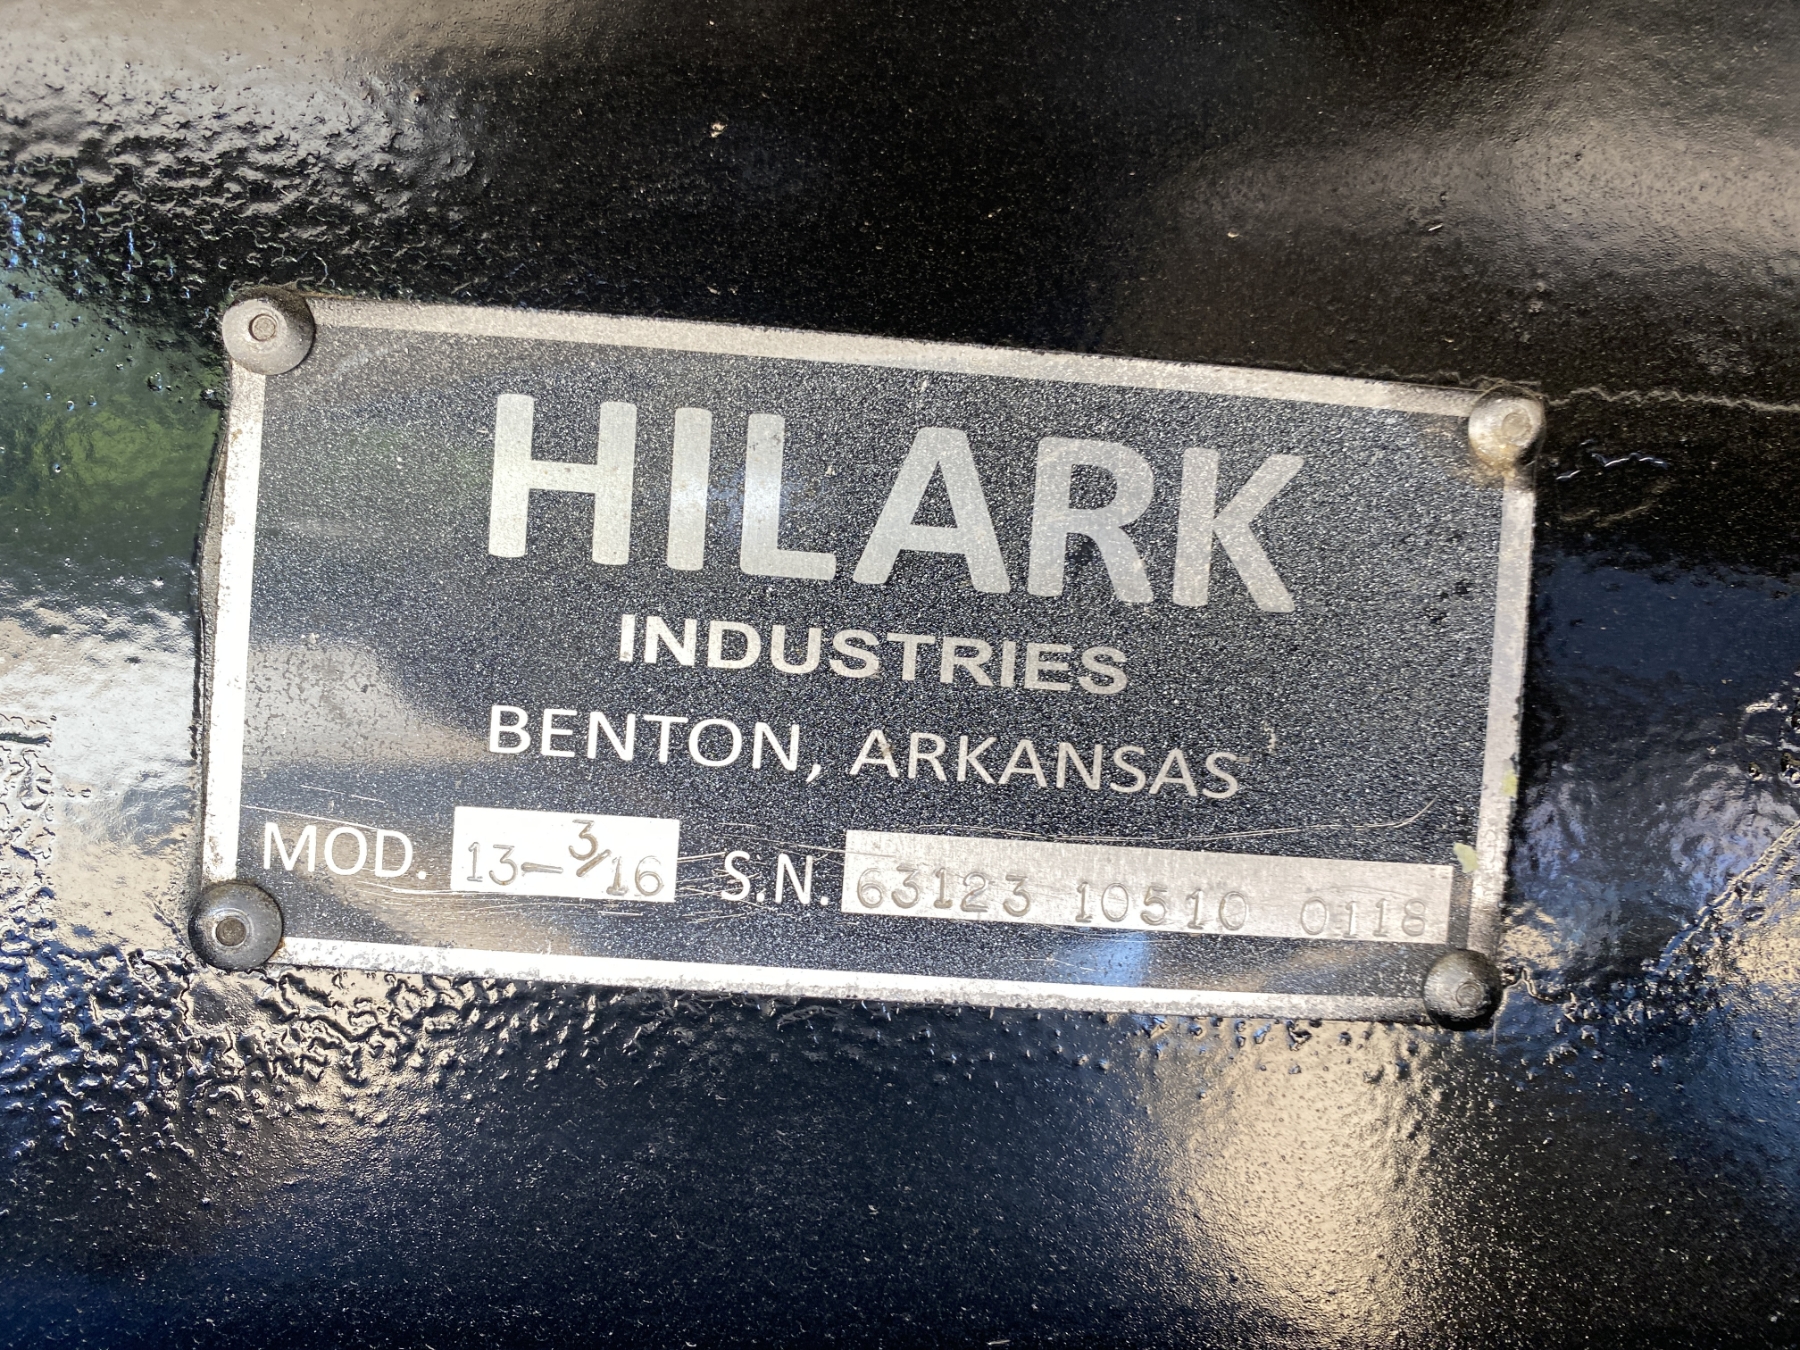 HILARK
INDUSTRIES
BENTON, ARKANSAS
MOD. 13-3/16 S.N. 63123 10510 0118